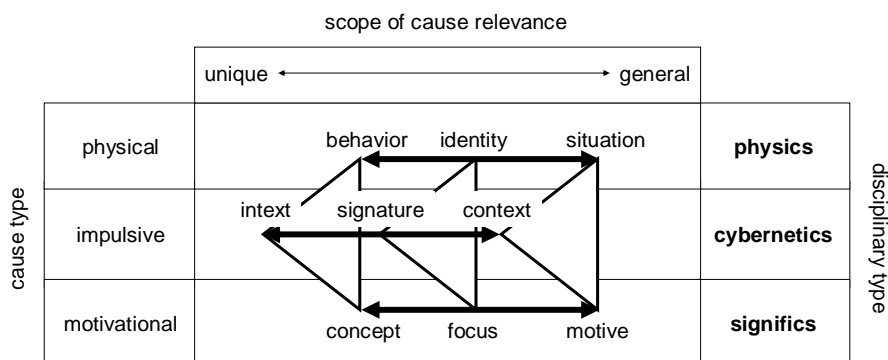 scope of cause relevance
unique general
physical behavior identity situation physics
intext signature context
impulsive cybernetics
motivational concept focus motive significs
cause type
disciplinary type